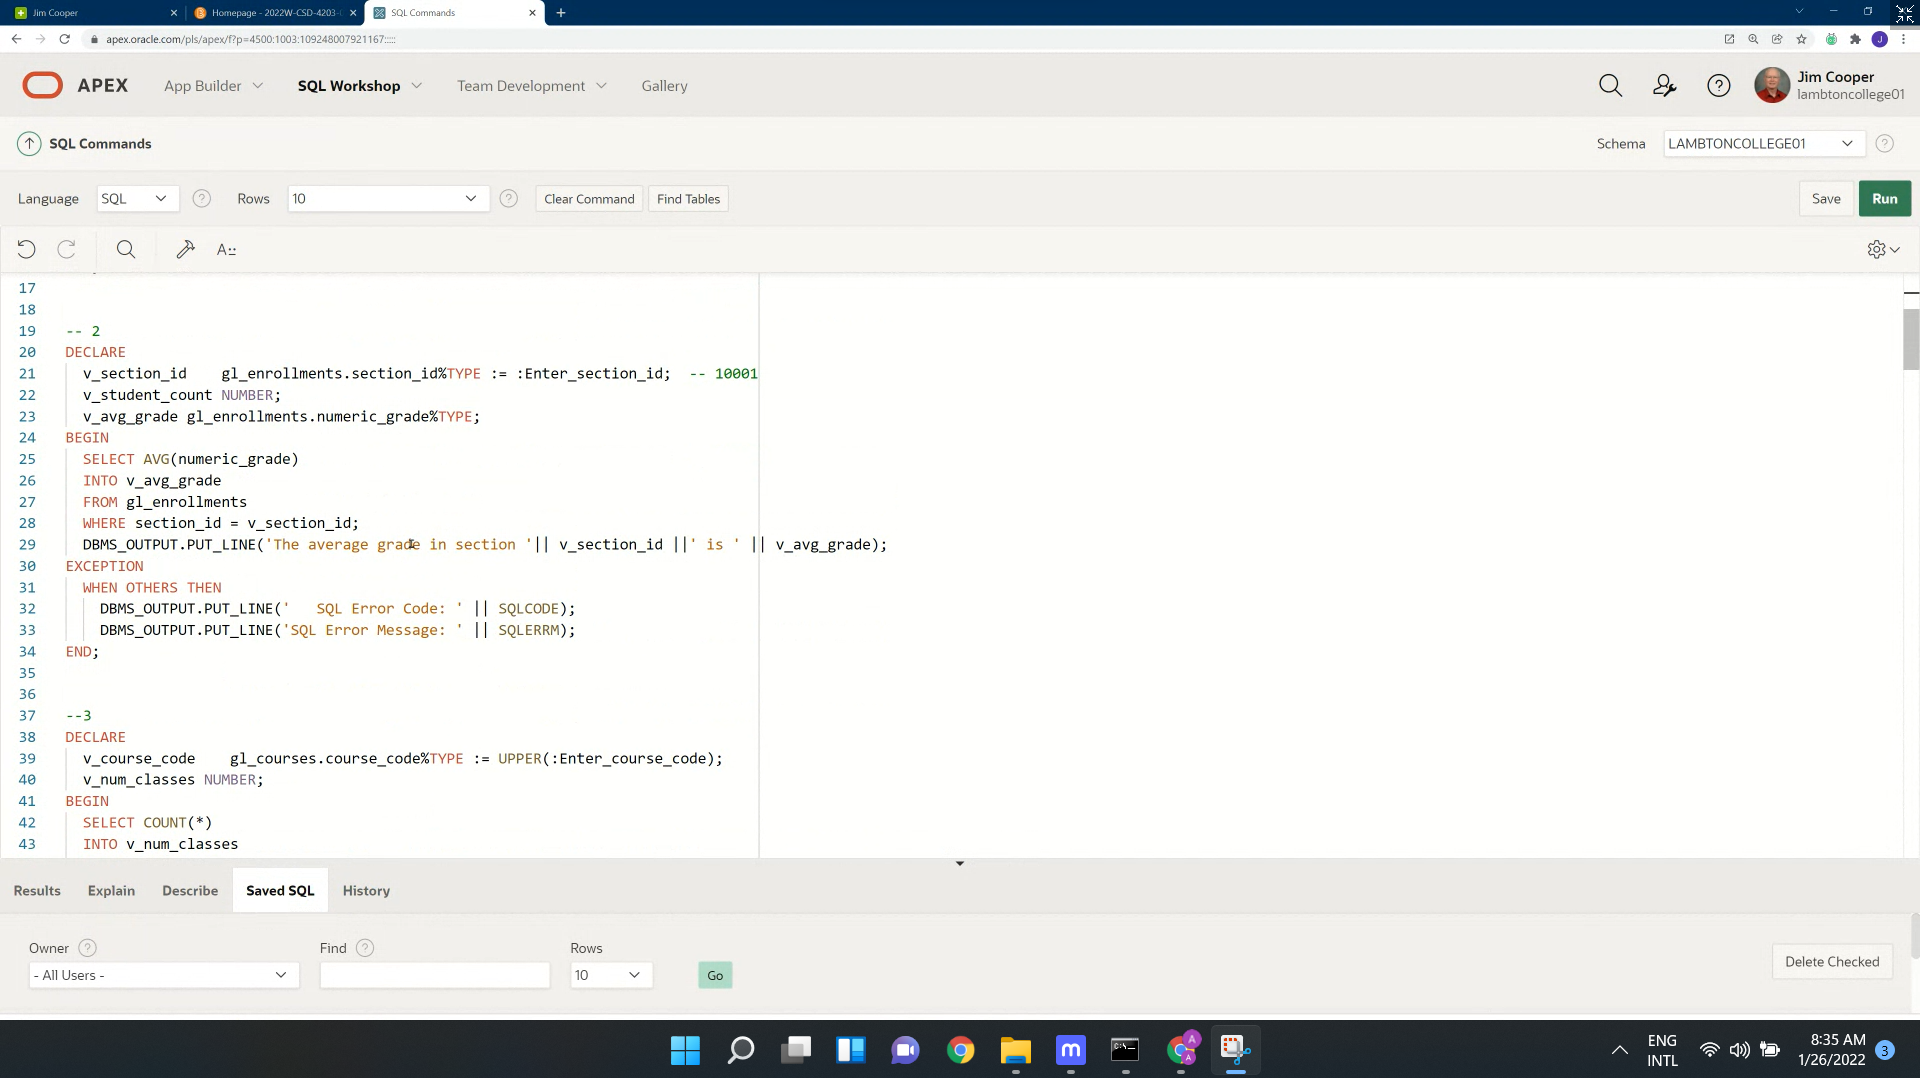 Jim Cooper
Homepage - 2022W-CSD-4203-
SQL Commands
apex.oracle.com/pls/apex/f?p=4500:1003:109248007921167:::::
J
APEX
App Builder
SQL Workshop
Team Development
Gallery
Jim Cooper
lambtoncollege01
SQL Commands
Schema
LAMBTONCOLLEGE01
Language
SQL
Rows
10
Clear Command
Find Tables
Save
Run
17
18
19 -- 2
20 DECLARE
21 v_section_id gl_enrollments.section_id%TYPE := :Enter_section_id; -- 10001
22 v_student_count NUMBER;
23 v_avg_grade gl_enrollments.numeric_grade%TYPE;
24 BEGIN
25 SELECT AVG(numeric_grade)
26 INTO v_avg_grade
27 FROM gl_enrollments
28 WHERE section_id = v_section_id;
29 DBMS_OUTPUT.PUT_LINE('The average grade in section '|| v_section_id ||' is ' || v_avg_grade);
30 EXCEPTION
31 WHEN OTHERS THEN
32 DBMS_OUTPUT.PUT_LINE('   SQL Error Code: ' || SQLCODE);
33 DBMS_OUTPUT.PUT_LINE('SQL Error Message: ' || SQLERRM);
34 END;
35
36
37 --3
38 DECLARE
39 v_course_code gl_courses.course_code%TYPE := UPPER(:Enter_course_code);
40 v_num_classes NUMBER;
41 BEGIN
42 SELECT COUNT(*)
43 INTO v_num_classes
Results
Explain
Describe
Saved SQL
History
Owner
Find
Rows
- All Users -
10
Go
Delete Checked
ENG
INTL
8:35 AM
1/26/2022
3